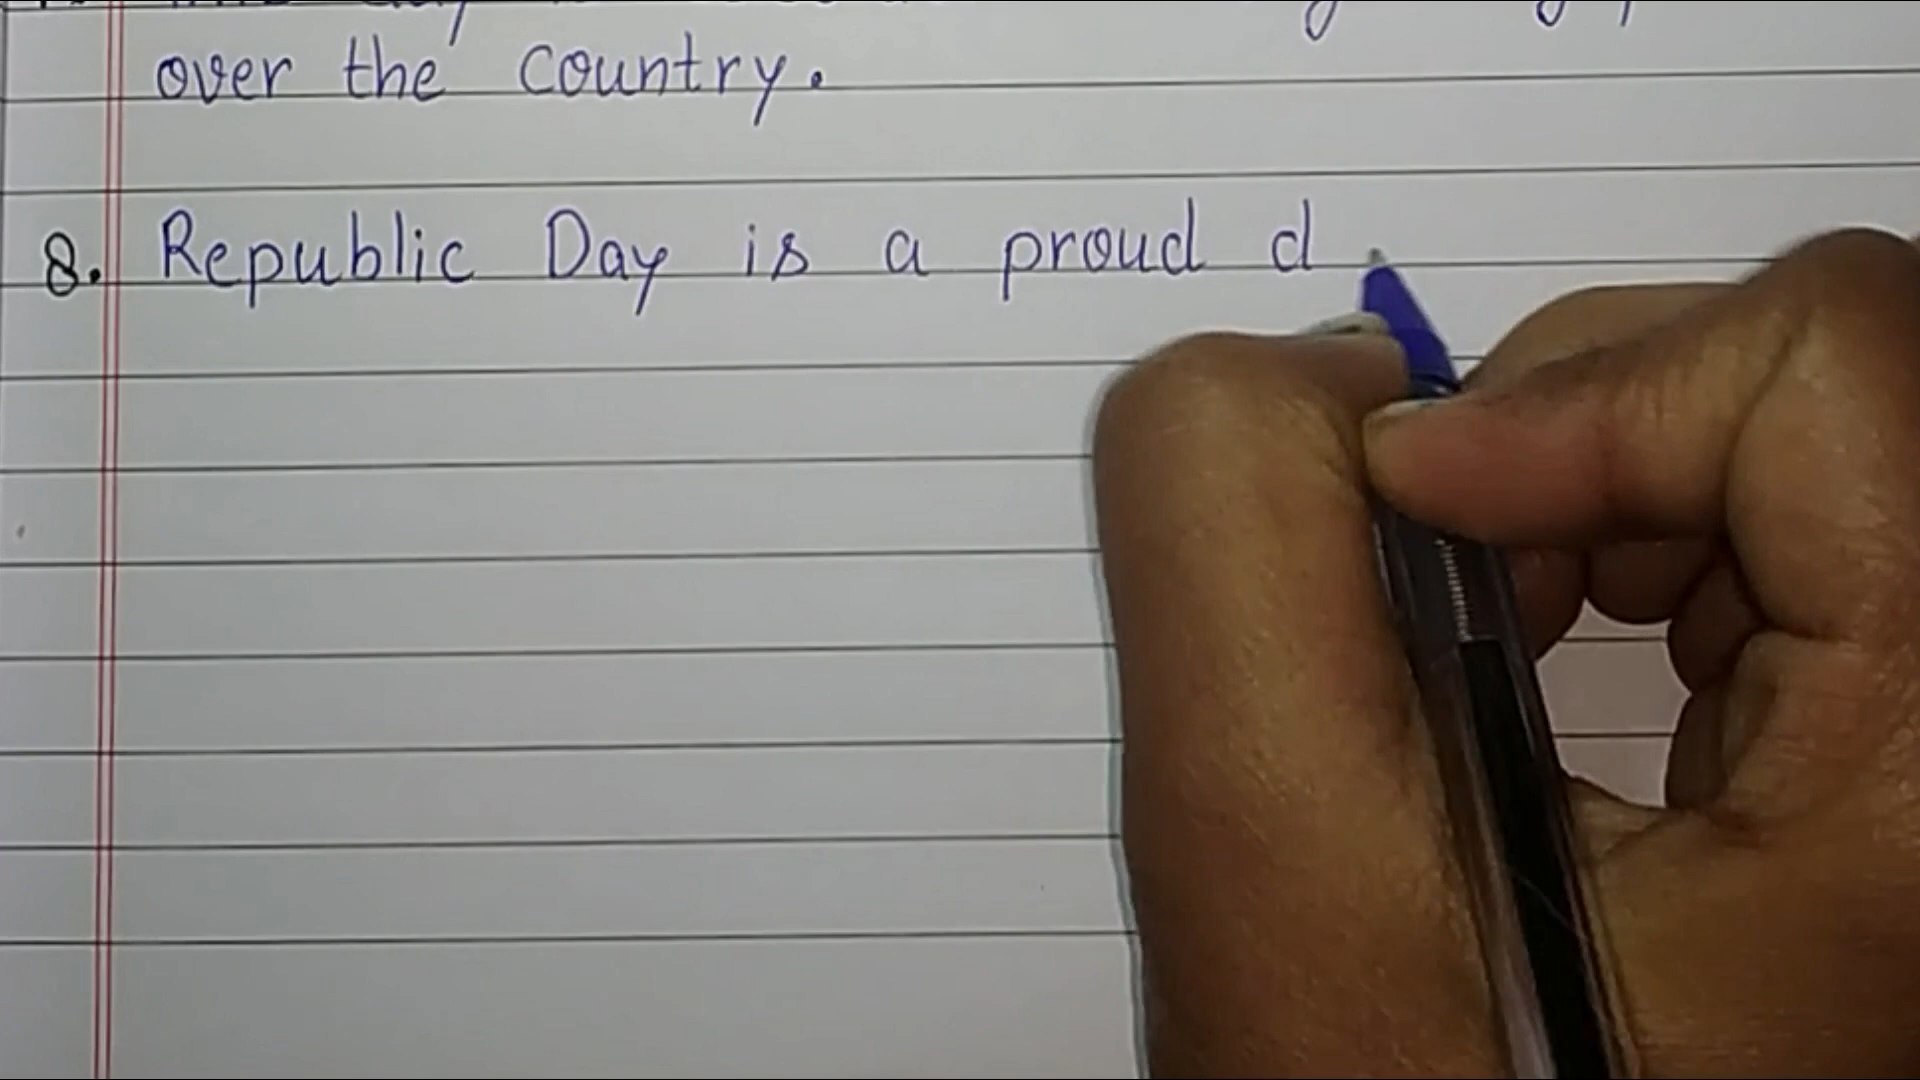 over the country.
8. Republic Day is a proud d